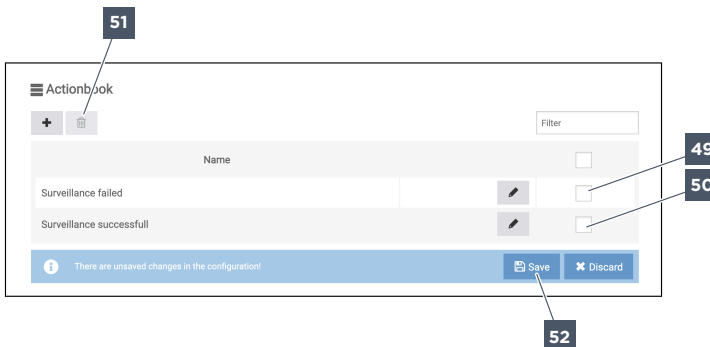 51
Actionbook
Filter
Name
49
Surveillance failed
50
Surveillance successfull
There are unsaved changes in the configuration!
Save
Discard
52